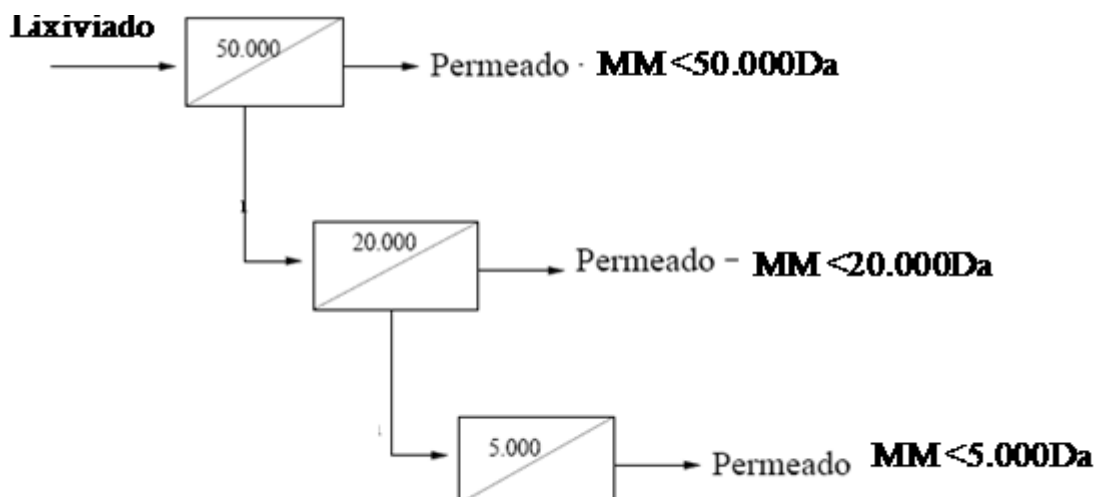 Lixiviado
50.000
Permeado · MM<50.000Da
20.000
Permeado – MM<20.000Da
5.000
Permeado MM<5.000Da